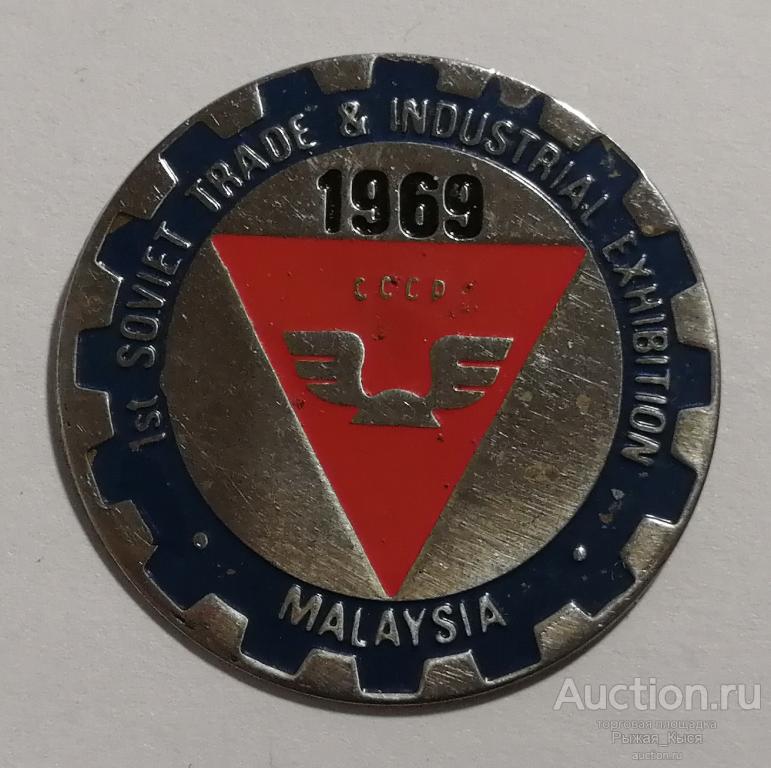 1st SOVIET TRADE & INDUSTRIAL EXHIBITION
1969
СССР
MALAYSIA
Auction.ru
торговая площадка
Рыжая_Кыся
auction.ru